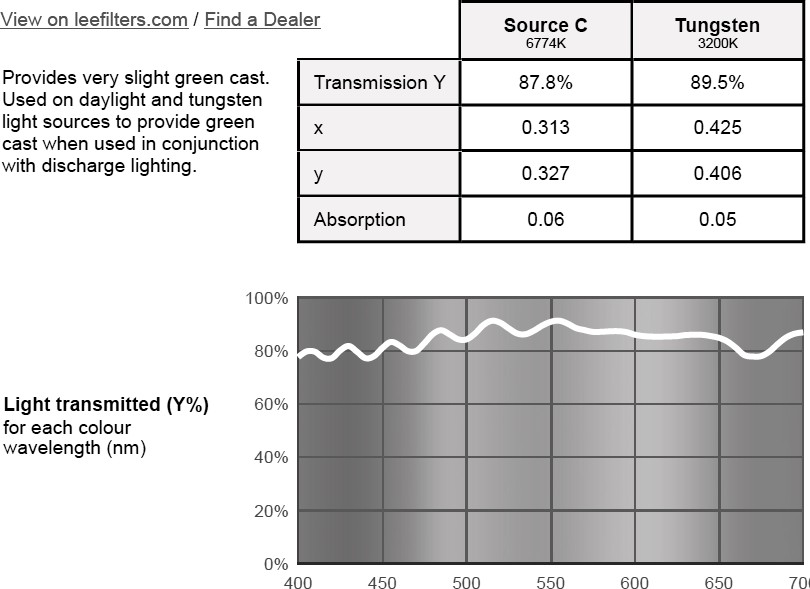 View on leefilters.com / Find a Dealer
Source C
6774K
Tungsten
3200K
Provides very slight green cast.
Used on daylight and tungsten
light sources to provide green
cast when used in conjunction
with discharge lighting.
Transmission Y 87.8% 89.5%
x 0.313 0.425
y 0.327 0.406
Absorption 0.06 0.05
Light transmitted (Y%)
for each colour
wavelength (nm)
100%
80%
60%
40%
20%
0%
400 450 500 550 600 650 70